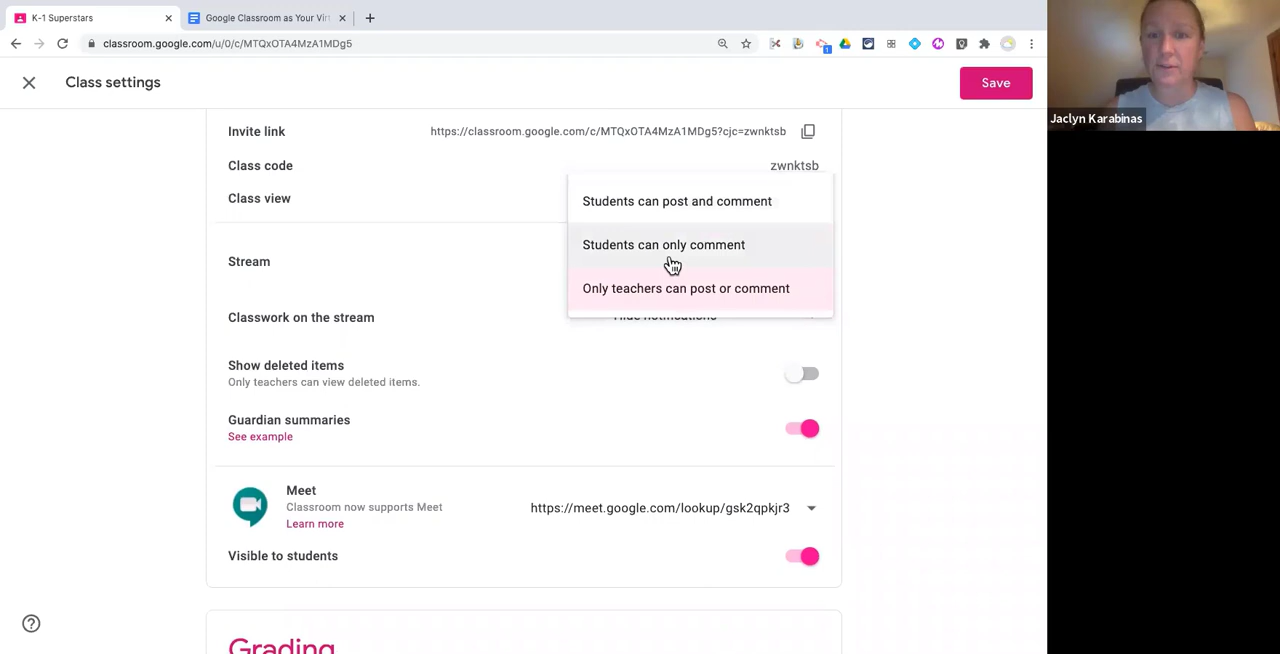 K-1 Superstars
Google Classroom as Your Virt
classroom.google.com/u/0/c/MTQxOTA4MzA1MDg5
1
Class settings
Save
Jaclyn Karabinas
Invite link
https://classroom.google.com/c/MTQxOTA4MzA1MDg5?cjc=zwnktsb
Class code
zwnktsb
Class view
Students can post and comment
Students can only comment
Stream
Only teachers can post or comment
Classwork on the stream
Hide notifications
Show deleted items
Only teachers can view deleted items.
Guardian summaries
See example
Meet
Classroom now supports Meet
https://meet.google.com/lookup/gsk2qpkjr3
Learn more
Visible to students
Grading